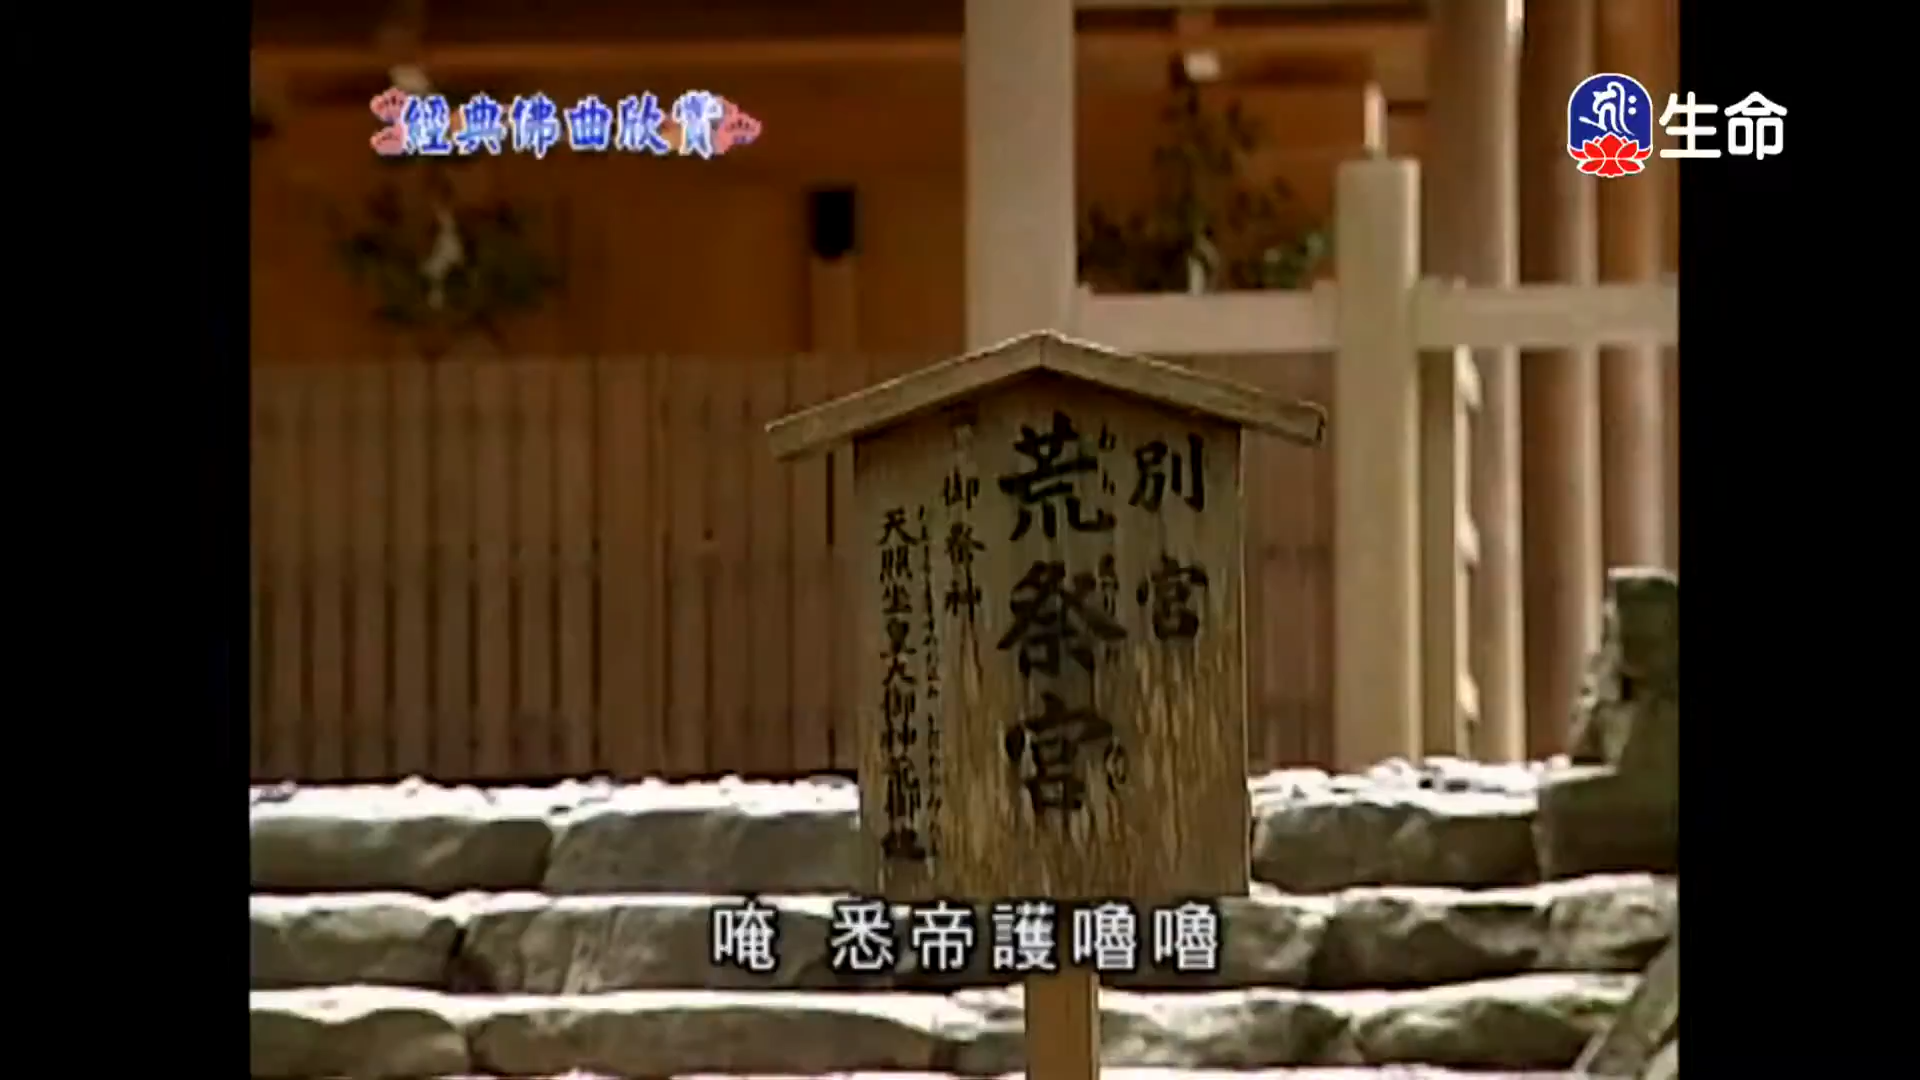 經典佛曲欣賞
生命
別宮
荒祭宮
御祭神
天照坐皇大御神荒御魂
唵 悉帝護嚕嚕